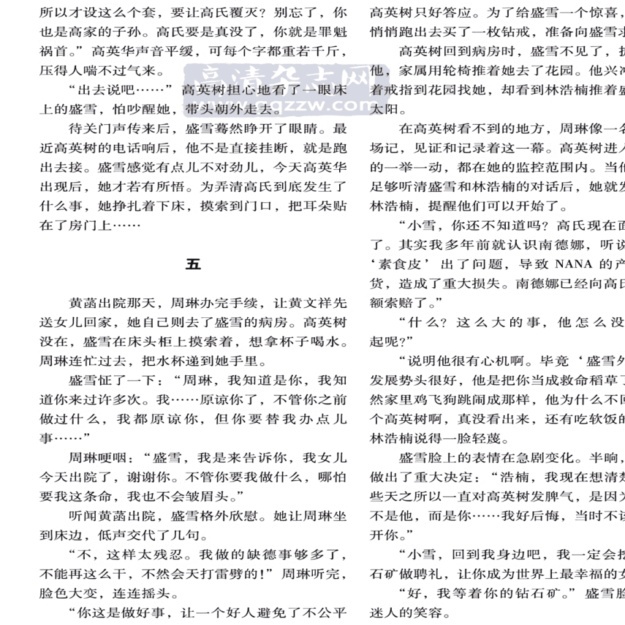 所以才设这么个套，要让高氏覆灭？别忘了，你
也是高家的子孙。高氏要是真没了，你就是罪魁
祸首。”高英华声音平缓，可每个字都重若千斤，
压得人喘不过气来。
“出去说吧……”高英树担心地看了一眼床
上的盛雪，怕吵醒她，带头朝外走去。
待关门声传来后，盛雪蓦然睁开了眼睛。最
近高英树的电话响后，他不是直接挂断，就是跑
出去接。盛雪感觉有点儿不对劲儿，今天高英华
出现后，她才若有所悟。为弄清高氏到底发生了
什么事，她挣扎着下床，摸索到门口，把耳朵贴
在了房门上……
五
黄菡出院那天，周琳办完手续，让黄文祥先
送女儿回家，她自己则去了盛雪的病房。高英树
没在，盛雪在床头柜上摸索着，想拿杯子喝水。
周琳连忙过去，把水杯递到她手里。
盛雪怔了一下：“周琳，我知道是你，我知
道你来过许多次。我……原谅你了，不管你之前
做过什么，我都原谅你，但你要替我办点儿
事……”
周琳哽咽：“盛雪，我是来告诉你，我女儿
今天出院了，谢谢你。不管你要我做什么，哪怕
要我这条命，我也不会皱眉头。”
听闻黄菡出院，盛雪格外欣慰。她让周琳坐
到床边，低声交代了几句。
“不，这样太残忍。我做的缺德事够多了，
不能再这么干，不然会天打雷劈的！”周琳听完，
脸色大变，连连摇头。
“你这是做好事，让一个好人避免了不公平
高英树只好答应。为了给盛雪一个惊喜，
悄悄跑出去买了一枚钻戒，准备向盛雪求
高英树回到病房时，盛雪不见了，护
他，家属用轮椅推着她去了花园。他兴冲
着戒指到花园找她，却看到林浩楠推着盛
太阳。
在高英树看不到的地方，周琳像一名
场记，见证和记录着这一幕。高英树进入
的一举一动，都在她的监控范围内。当他
足够听清盛雪和林浩楠的对话后，她就发
林浩楠，提醒他们可以开始了。
“小雪，你还不知道吗？高氏现在面
了。其实我多年前就认识南德娜，听说
‘素食皮’出了问题，导致 NANA 的产
货，造成了重大损失。南德娜已经向高氏
额索赔了。”
“什么？这么大的事，他怎么没
起呢？”
“说明他很有心机啊。毕竟‘盛雪外
发展势头很好，他是把你当成救命稻草了
然家里鸡飞狗跳闹成那样，他为什么不回
个高英树啊，真没看出来，还有吃软饭的
林浩楠说得一脸轻蔑。
盛雪脸上的表情在急剧变化。半晌，
做出了重大决定：“浩楠，我现在想清楚
些天之所以一直对高英树发脾气，是因为
不是他，而是你……我好后悔，当时不该
开你。”
“小雪，回到我身边吧，我一定会把
石矿做聘礼，让你成为世界上最幸福的女
“好，我等着你的钻石矿。”盛雪脸
迷人的笑容。